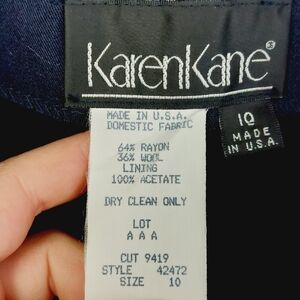 KarenKane®
10
MADE
IN U.S.A.
MADE IN U.S.A.
DOMESTIC FABRIC
64% RAYON
36% WOOL
LINING
100% ACETATE
DRY CLEAN ONLY
LOT
A A A
CUT 9419
STYLE 42472
SIZE 10